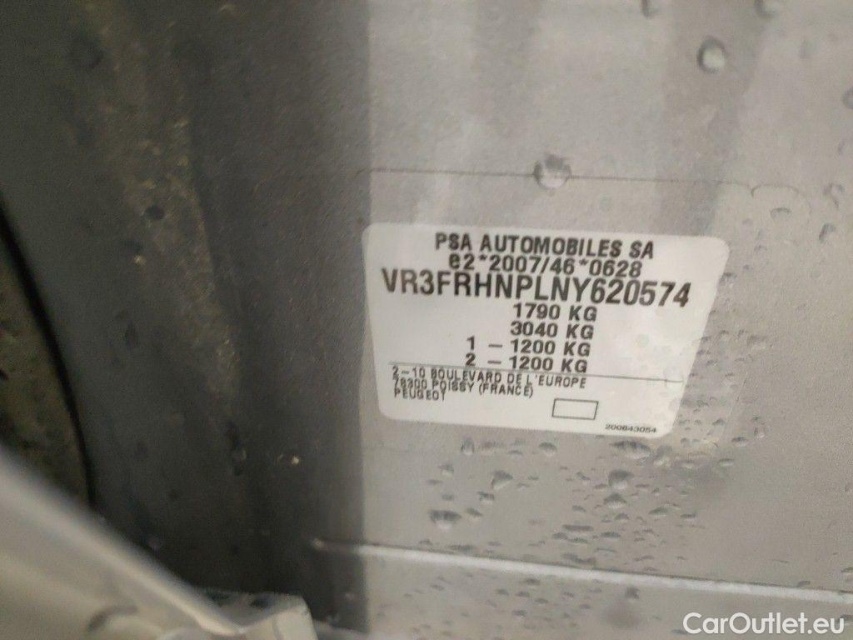 PSA AUTOMOBILES SA
e2*2007/46*0628
VR3FRHNPLNY620574
1790 KG
3040 KG
1 - 1200 KG
2 - 1200 KG
2-10 BOULEVARD DE L'EUROPE
78300 POISSY (FRANCE)
PEUGEOT
200843054
CarOutlet.eu